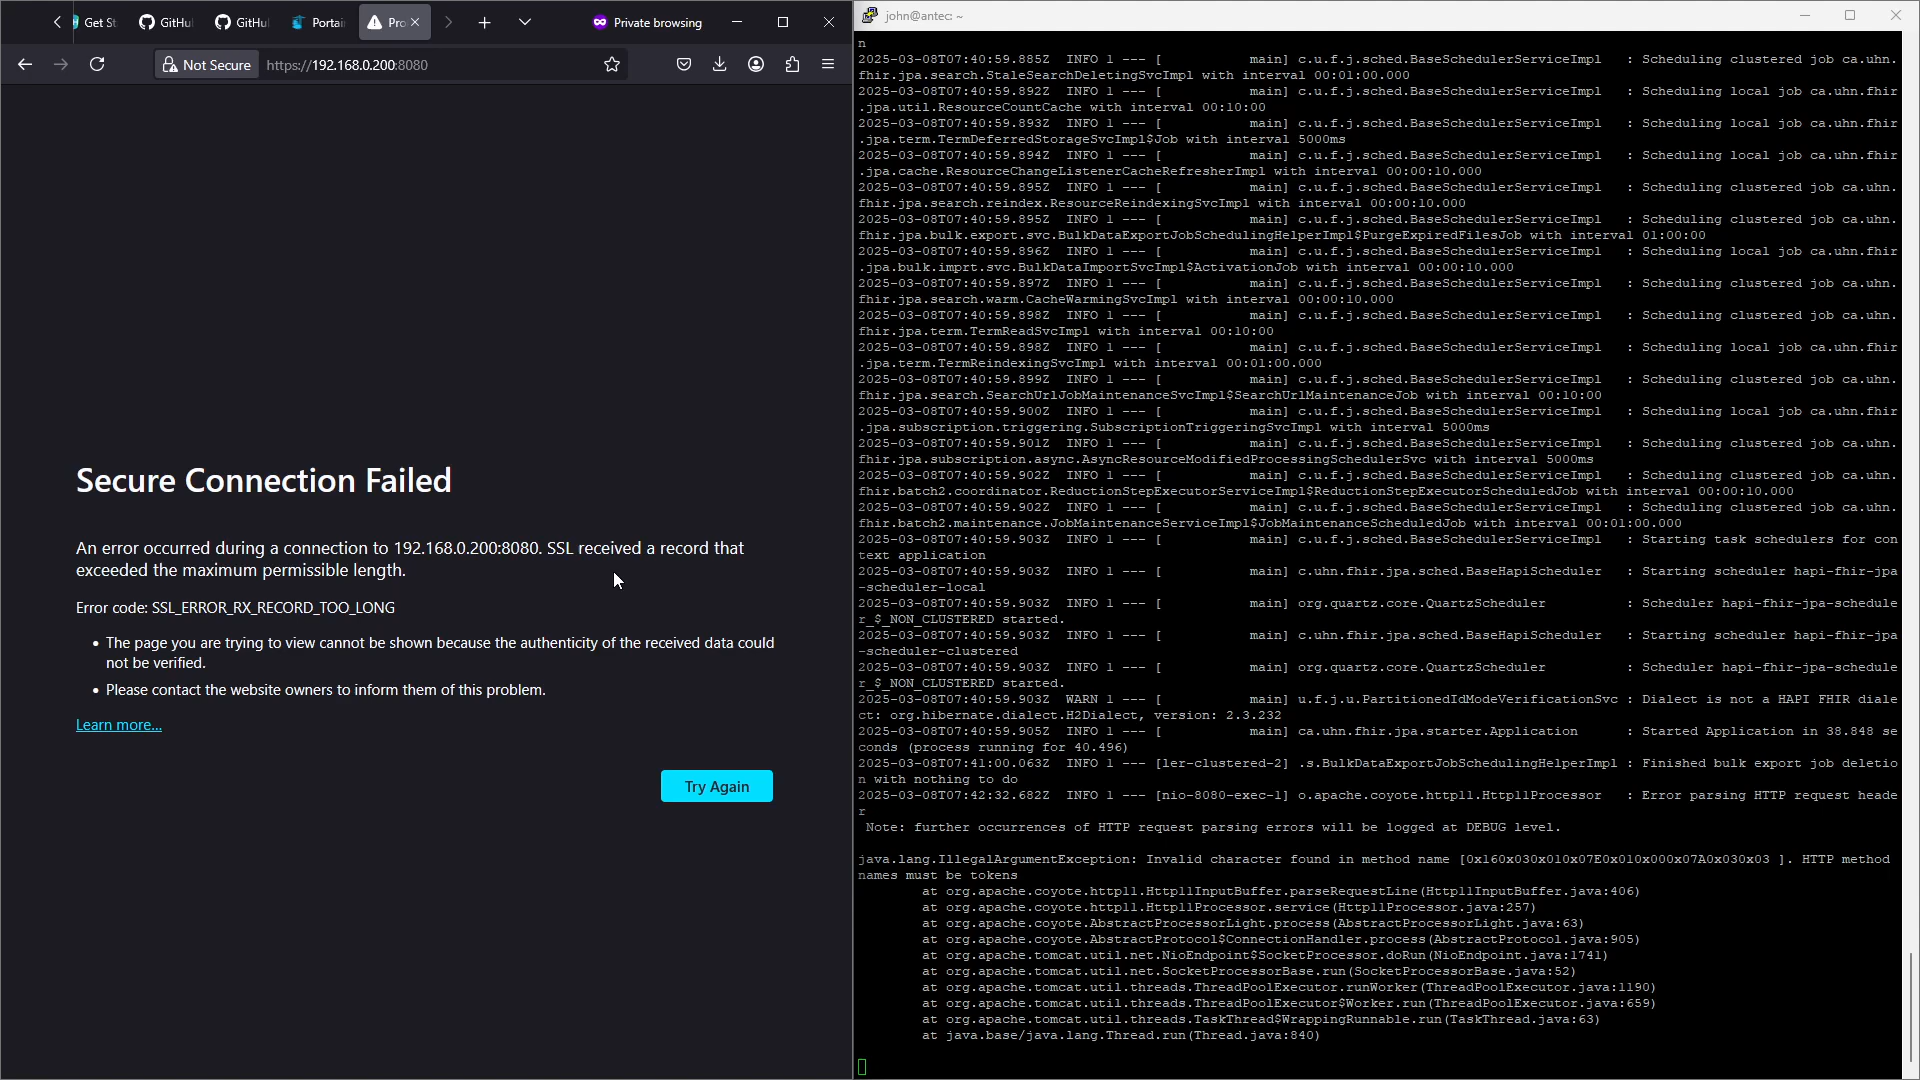 Get St
GitHu
GitHu
Portai
Pro
Private browsing
Not Secure
https://192.168.0.200:8080
Secure Connection Failed
An error occurred during a connection to 192.168.0.200:8080. SSL received a record that
exceeded the maximum permissible length.
Error code: SSL_ERROR_RX_RECORD_TOO_LONG
• The page you are trying to view cannot be shown because the authenticity of the received data could
not be verified.
• Please contact the website owners to inform them of this problem.
Learn more...
Try Again
john@antec: ~
n
2025-03-08T07:40:59.885Z  INFO 1 --- [           main] c.u.f.j.sched.BaseSchedulerServiceImpl   : Scheduling clustered job ca.uhn.
fhir.jpa.search.StaleSearchDeletingSvcImpl with interval 00:01:00.000
2025-03-08T07:40:59.892Z  INFO 1 --- [           main] c.u.f.j.sched.BaseSchedulerServiceImpl   : Scheduling local job ca.uhn.fhir
.jpa.util.ResourceCountCache with interval 00:10:00
2025-03-08T07:40:59.893Z  INFO 1 --- [           main] c.u.f.j.sched.BaseSchedulerServiceImpl   : Scheduling local job ca.uhn.fhir
.jpa.term.TermDeferredStorageSvcImpl$Job with interval 5000ms
2025-03-08T07:40:59.894Z  INFO 1 --- [           main] c.u.f.j.sched.BaseSchedulerServiceImpl   : Scheduling local job ca.uhn.fhir
.jpa.cache.ResourceChangeListenerCacheRefresherImpl with interval 00:00:10.000
2025-03-08T07:40:59.895Z  INFO 1 --- [           main] c.u.f.j.sched.BaseSchedulerServiceImpl   : Scheduling clustered job ca.uhn.
fhir.jpa.search.reindex.ResourceReindexingSvcImpl with interval 00:00:10.000
2025-03-08T07:40:59.895Z  INFO 1 --- [           main] c.u.f.j.sched.BaseSchedulerServiceImpl   : Scheduling clustered job ca.uhn.
fhir.jpa.bulk.export.svc.BulkDataExportJobSchedulingHelperImpl$PurgeExpiredFilesJob with interval 01:00:00
2025-03-08T07:40:59.896Z  INFO 1 --- [           main] c.u.f.j.sched.BaseSchedulerServiceImpl   : Scheduling local job ca.uhn.fhir
.jpa.bulk.imprt.svc.BulkDataImportSvcImpl$ActivationJob with interval 00:00:10.000
2025-03-08T07:40:59.897Z  INFO 1 --- [           main] c.u.f.j.sched.BaseSchedulerServiceImpl   : Scheduling clustered job ca.uhn.
fhir.jpa.search.warm.CacheWarmingSvcImpl with interval 00:00:10.000
2025-03-08T07:40:59.898Z  INFO 1 --- [           main] c.u.f.j.sched.BaseSchedulerServiceImpl   : Scheduling clustered job ca.uhn.
fhir.jpa.term.TermReadSvcImpl with interval 00:10:00
2025-03-08T07:40:59.898Z  INFO 1 --- [           main] c.u.f.j.sched.BaseSchedulerServiceImpl   : Scheduling local job ca.uhn.fhir
.jpa.term.TermReindexingSvcImpl with interval 00:01:00.000
2025-03-08T07:40:59.899Z  INFO 1 --- [           main] c.u.f.j.sched.BaseSchedulerServiceImpl   : Scheduling clustered job ca.uhn.
fhir.jpa.search.SearchUrlJobMaintenanceSvcImpl$SearchUrlMaintenanceJob with interval 00:10:00
2025-03-08T07:40:59.900Z  INFO 1 --- [           main] c.u.f.j.sched.BaseSchedulerServiceImpl   : Scheduling local job ca.uhn.fhir
.jpa.subscription.triggering.SubscriptionTriggeringSvcImpl with interval 5000ms
2025-03-08T07:40:59.901Z  INFO 1 --- [           main] c.u.f.j.sched.BaseSchedulerServiceImpl   : Scheduling clustered job ca.uhn.
fhir.jpa.subscription.async.AsyncResourceModifiedProcessingSchedulerSvc with interval 5000ms
2025-03-08T07:40:59.902Z  INFO 1 --- [           main] c.u.f.j.sched.BaseSchedulerServiceImpl   : Scheduling clustered job ca.uhn.
fhir.batch2.coordinator.ReductionStepExecutorServiceImpl$ReductionStepExecutorScheduledJob with interval 00:00:10.000
2025-03-08T07:40:59.902Z  INFO 1 --- [           main] c.u.f.j.sched.BaseSchedulerServiceImpl   : Scheduling clustered job ca.uhn.
fhir.batch2.maintenance.JobMaintenanceServiceImpl$JobMaintenanceScheduledJob with interval 00:01:00.000
2025-03-08T07:40:59.903Z  INFO 1 --- [           main] c.u.f.j.sched.BaseSchedulerServiceImpl   : Starting task schedulers for con
text application
2025-03-08T07:40:59.903Z  INFO 1 --- [           main] c.uhn.fhir.jpa.sched.BaseHapiScheduler   : Starting scheduler hapi-fhir-jpa
-scheduler-local
2025-03-08T07:40:59.903Z  INFO 1 --- [           main] org.quartz.core.QuartzScheduler          : Scheduler hapi-fhir-jpa-schedule
r_$_NON_CLUSTERED started.
2025-03-08T07:40:59.903Z  INFO 1 --- [           main] c.uhn.fhir.jpa.sched.BaseHapiScheduler   : Starting scheduler hapi-fhir-jpa
-scheduler-clustered
2025-03-08T07:40:59.903Z  INFO 1 --- [           main] org.quartz.core.QuartzScheduler          : Scheduler hapi-fhir-jpa-schedule
r_$_NON_CLUSTERED started.
2025-03-08T07:40:59.903Z  WARN 1 --- [           main] u.f.j.u.PartitionedIdModeVerificationSvc : Dialect is not a HAPI FHIR diale
ct: org.hibernate.dialect.H2Dialect, version: 2.3.232
2025-03-08T07:40:59.905Z  INFO 1 --- [           main] ca.uhn.fhir.jpa.starter.Application      : Started Application in 38.848 se
conds (process running for 40.496)
2025-03-08T07:41:00.063Z  INFO 1 --- [ler-clustered-2] .s.BulkDataExportJobSchedulingHelperImpl : Finished bulk export job deletio
n with nothing to do
2025-03-08T07:42:32.682Z  INFO 1 --- [nio-8080-exec-1] o.apache.coyote.http11.Http11Processor   : Error parsing HTTP request heade
r
Note: further occurrences of HTTP request parsing errors will be logged at DEBUG level.
java.lang.IllegalArgumentException: Invalid character found in method name [0x160x030x010x07E0x010x000x07A0x030x03 ]. HTTP method
names must be tokens
at org.apache.coyote.http11.Http11InputBuffer.parseRequestLine(Http11InputBuffer.java:406)
at org.apache.coyote.http11.Http11Processor.service(Http11Processor.java:257)
at org.apache.coyote.AbstractProcessorLight.process(AbstractProcessorLight.java:63)
at org.apache.coyote.AbstractProtocol$ConnectionHandler.process(AbstractProtocol.java:905)
at org.apache.tomcat.util.net.NioEndpoint$SocketProcessor.doRun(NioEndpoint.java:1741)
at org.apache.tomcat.util.net.SocketProcessorBase.run(SocketProcessorBase.java:52)
at org.apache.tomcat.util.threads.ThreadPoolExecutor.runWorker(ThreadPoolExecutor.java:1190)
at org.apache.tomcat.util.threads.ThreadPoolExecutor$Worker.run(ThreadPoolExecutor.java:659)
at org.apache.tomcat.util.threads.TaskThread$WrappingRunnable.run(TaskThread.java:63)
at java.base/java.lang.Thread.run(Thread.java:840)